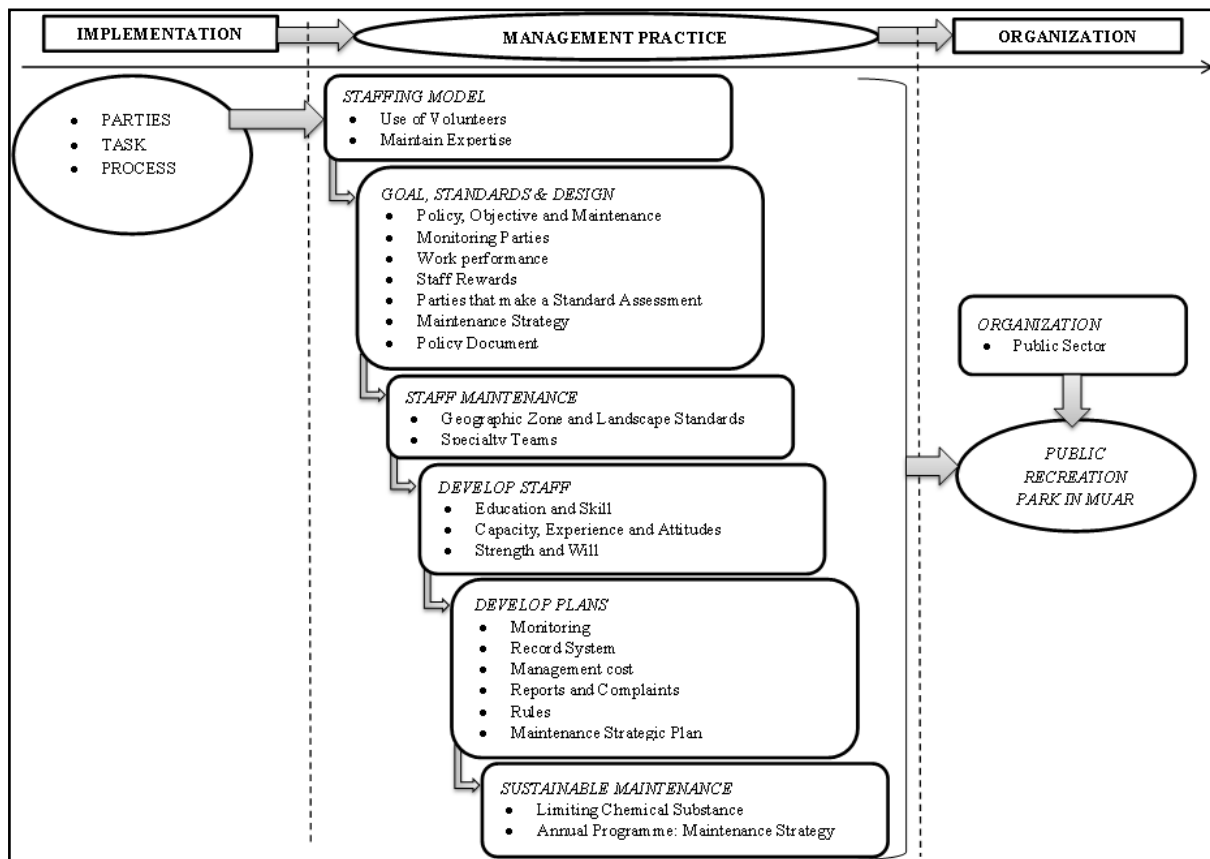 IMPLEMENTATION
MANAGEMENT PRACTICE
ORGANIZATION
• PARTIES
• TASK
• PROCESS
STAFFING MODEL
• Use of Volunteers
• Maintain Expertise
GOAL, STANDARDS & DESIGN
• Policy, Objective and Maintenance
• Monitoring Parties
• Work performance
• Staff Rewards
• Parties that make a Standard Assessment
• Maintenance Strategy
• Policy Document
STAFF MAINTENANCE
• Geographic Zone and Landscape Standards
• Specialty Teams
DEVELOP STAFF
• Education and Skill
• Capacity, Experience and Attitudes
• Strength and Will
DEVELOP PLANS
• Monitoring
• Record System
• Management cost
• Reports and Complaints
• Rules
• Maintenance Strategic Plan
SUSTAINABLE MAINTENANCE
• Limiting Chemical Substance
• Annual Programme: Maintenance Strategy
ORGANIZATION
• Public Sector
PUBLIC
RECREATION
PARK IN MUAR